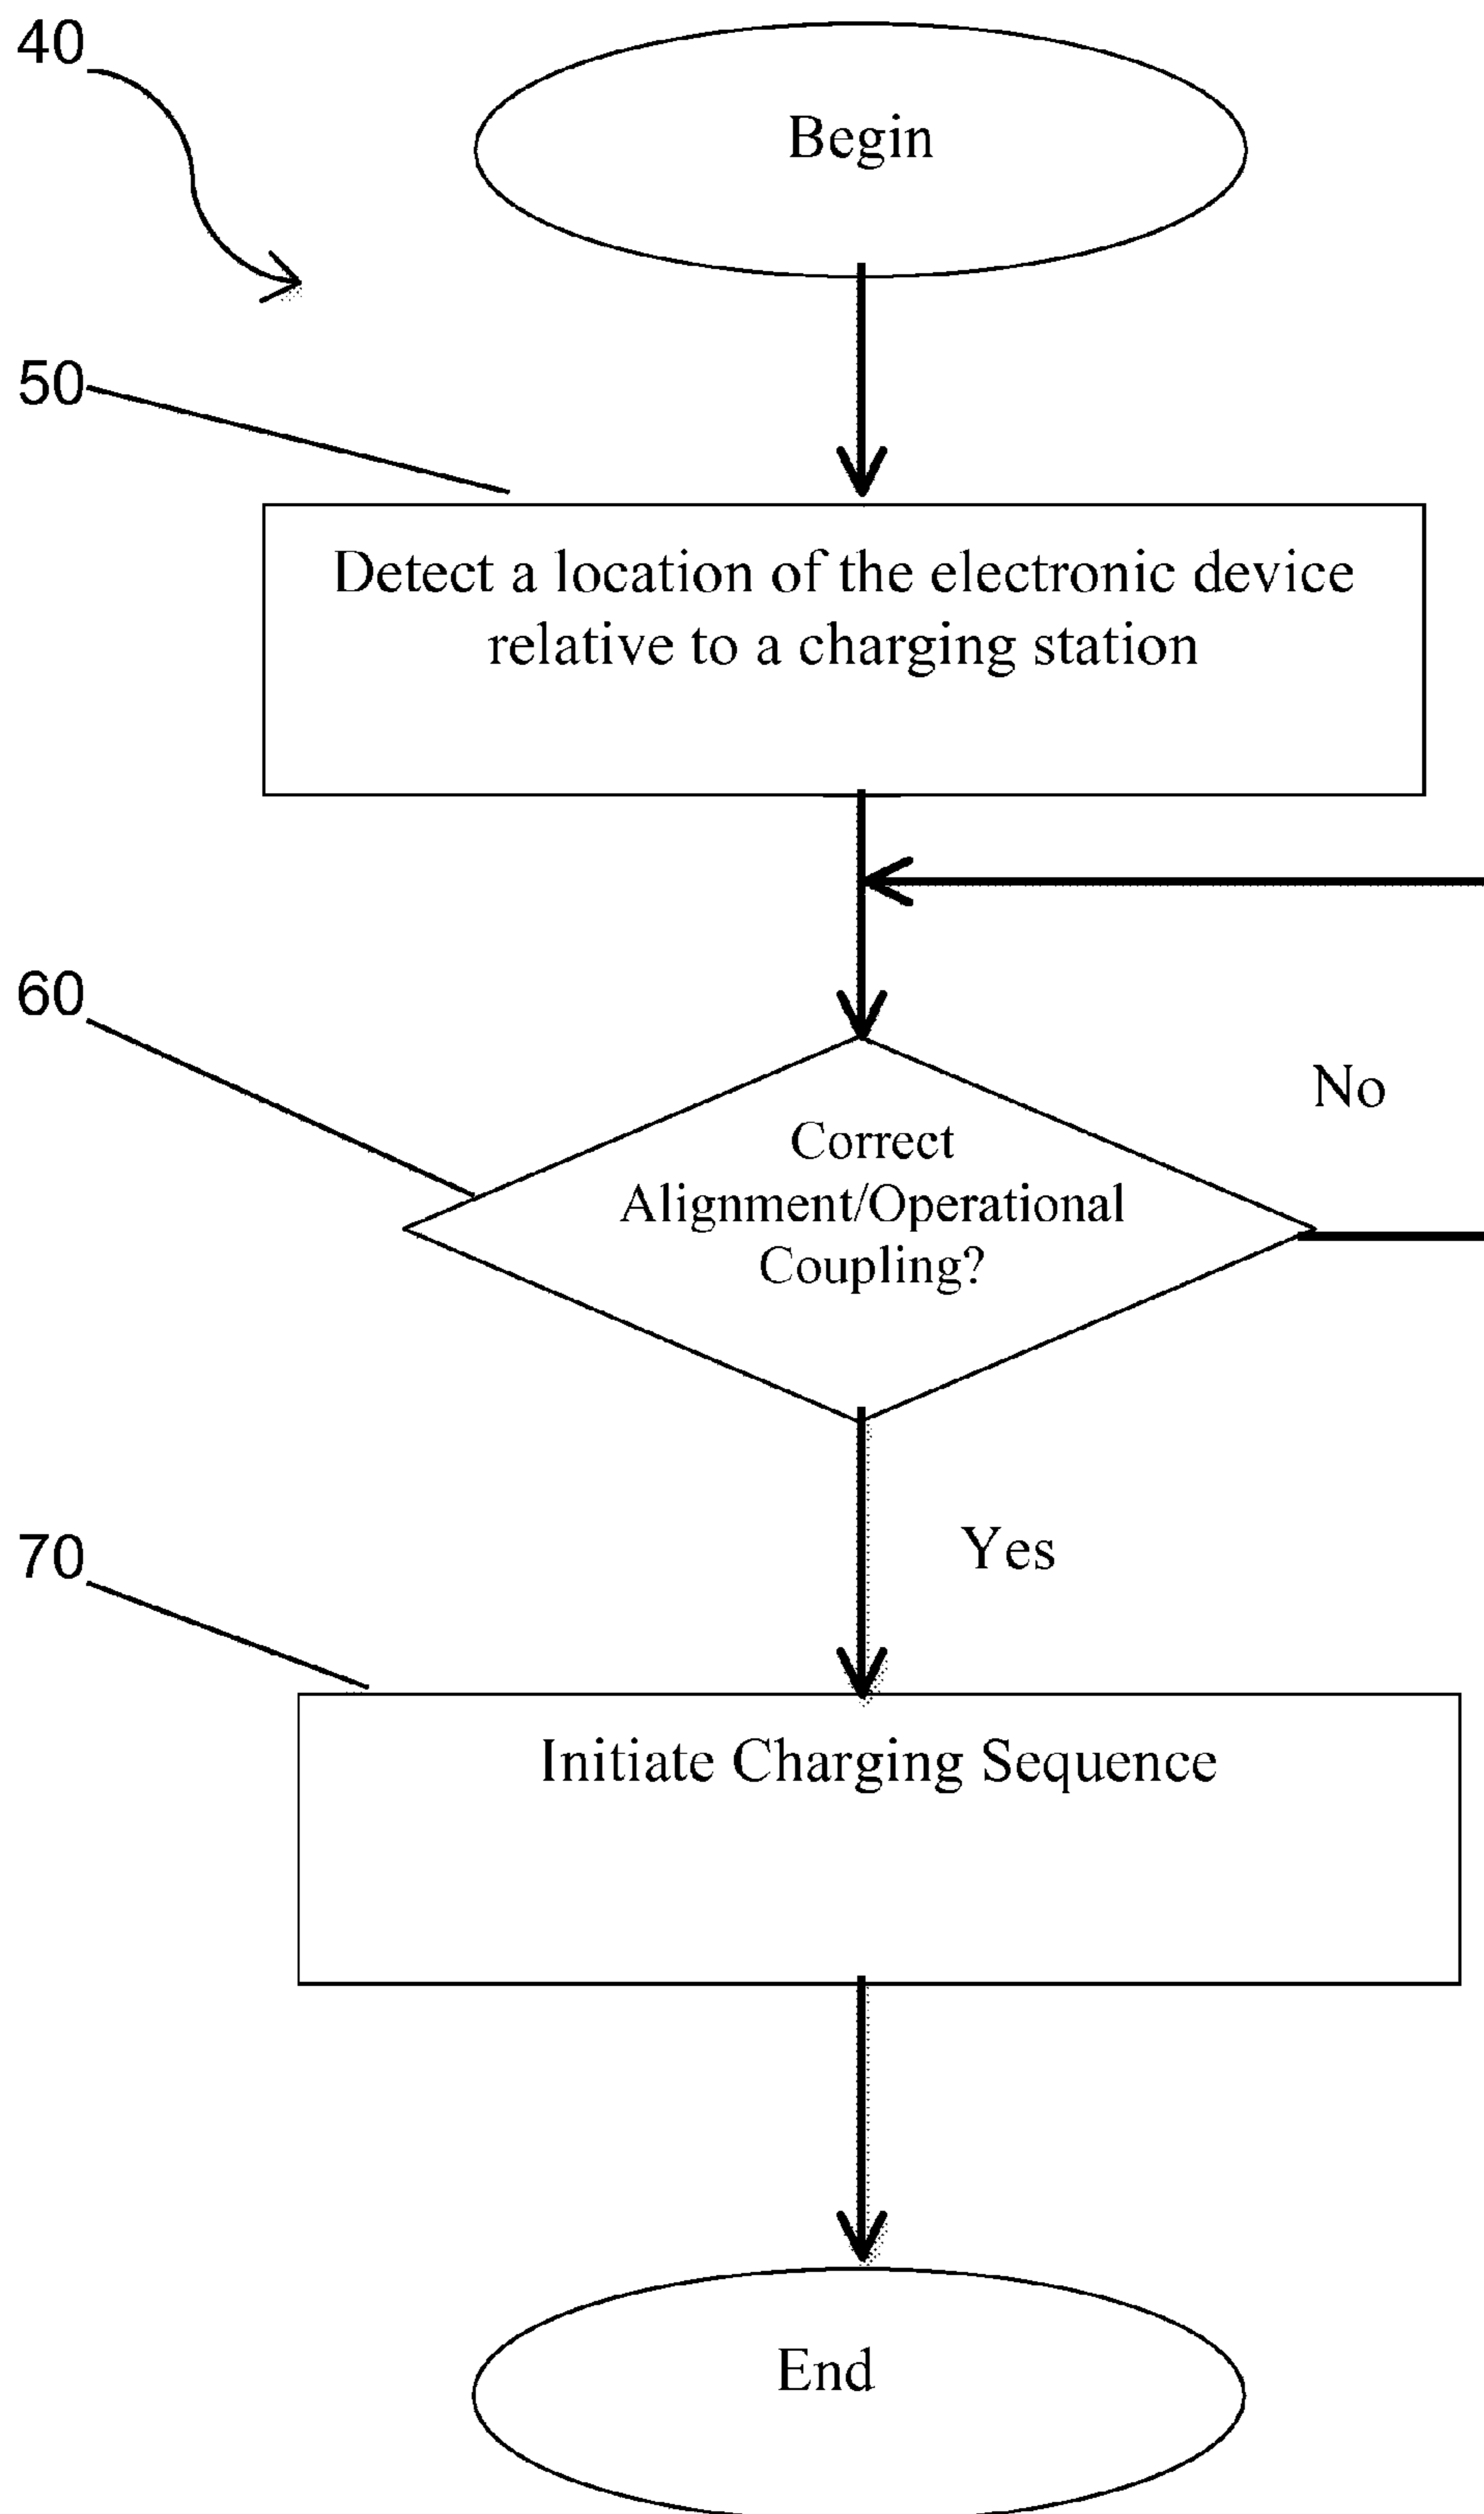 40
Begin
50
Detect a location of the electronic device
relative to a charging station
60
No
Correct
Alignment/Operational
Coupling?
Yes
70
Initiate Charging Sequence
End